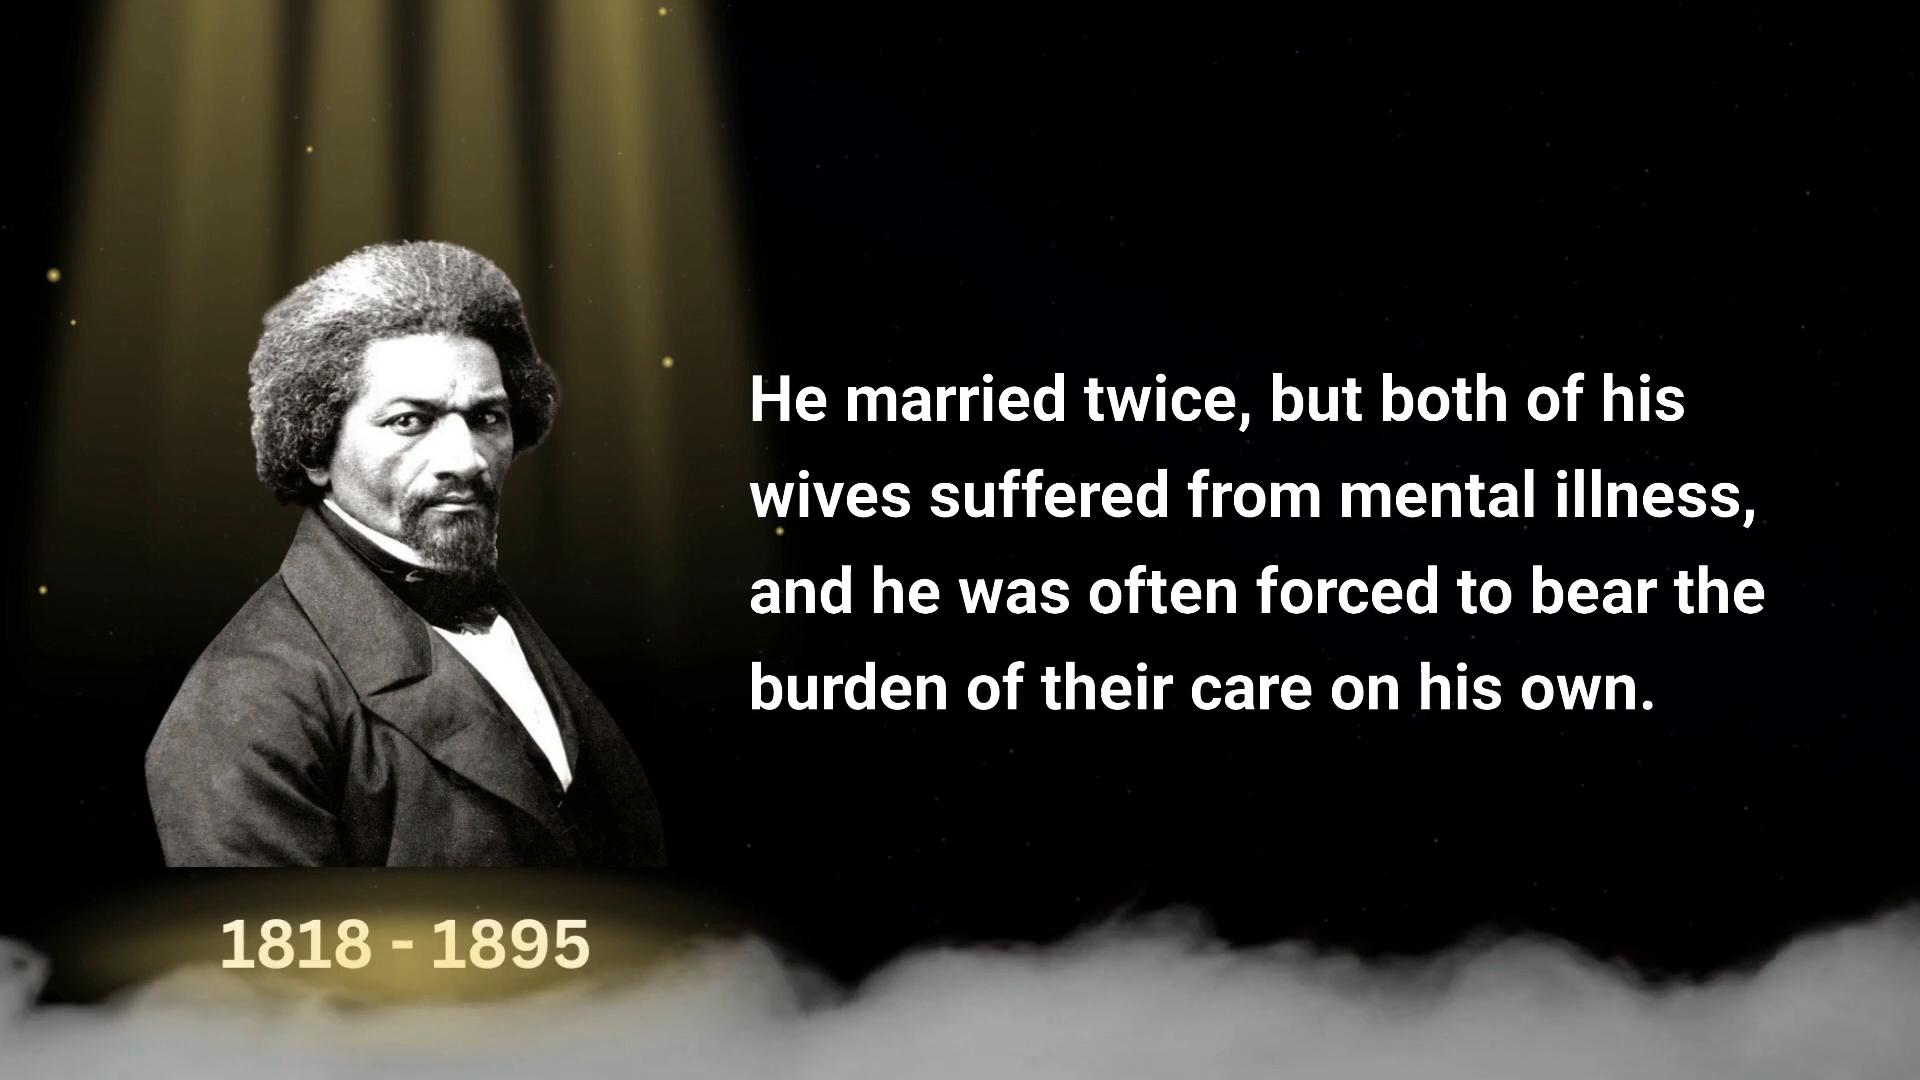 He married twice, but both of his
wives suffered from mental illness,
and he was often forced to bear the
burden of their care on his own.
1818 - 1895